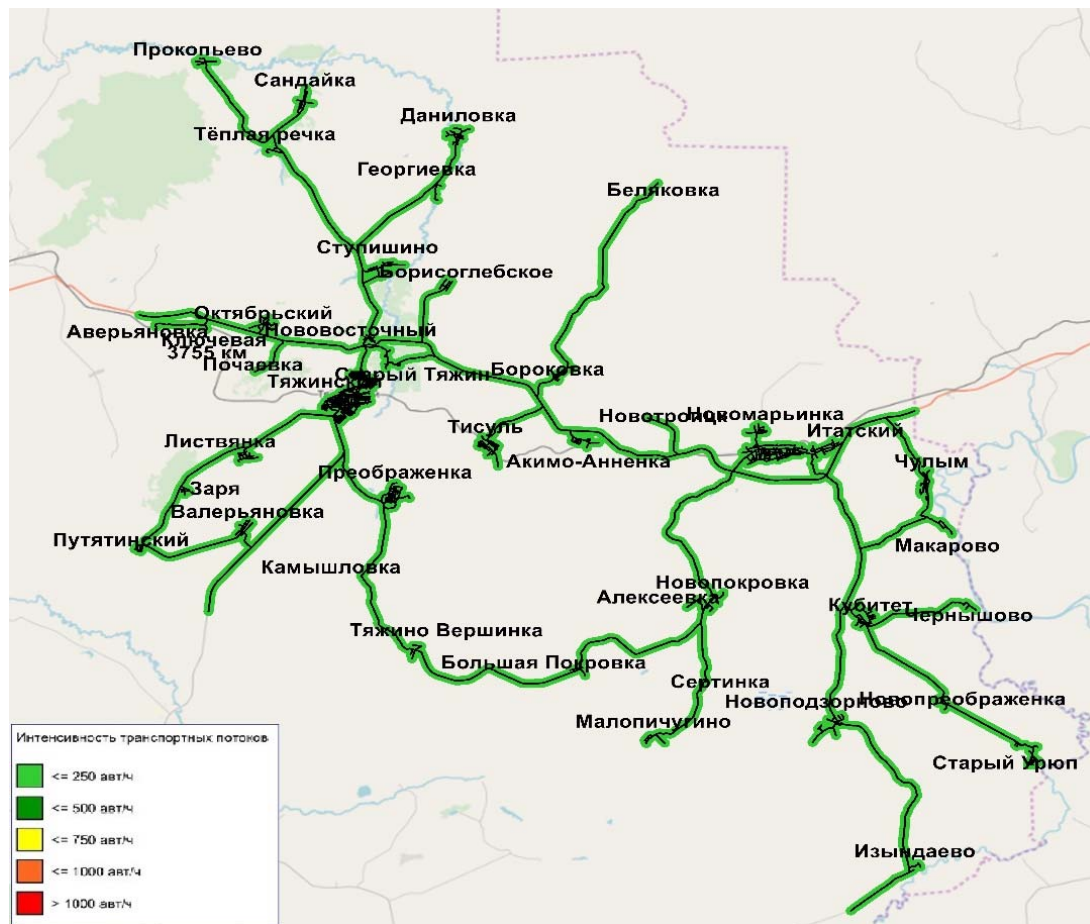 Прокопьево
Сандайка
Даниловка
Тёплая речка
Георгиевка
Беляковка
Ступишино
Борисоглебское
Октябрьский
Аверьяновка
Нововосточный
Ключевая
3755 км
Почаевка
Старый Тяжин
Бороковка
Тяжинский
Новотроицк
Новомарьинка
Листвянка
Тисуль
Итатский
Преображенка
Акимо-Анненка
Чулым
Заря
Валерьяновка
Путятинский
Макарово
Камышловка
Новопокровка
Алексеевка
Кубитет
Чернышово
Тяжино Вершинка
Большая Покровка
Сертинка
Новоподзорново
Новопреображенка
Малопичугино
Старый Урюп
Изындаево
Интенсивность транспортных потоков
<= 250 авт/ч
<= 500 авт/ч
<= 750 авт/ч
<= 1000 авт/ч
> 1000 авт/ч